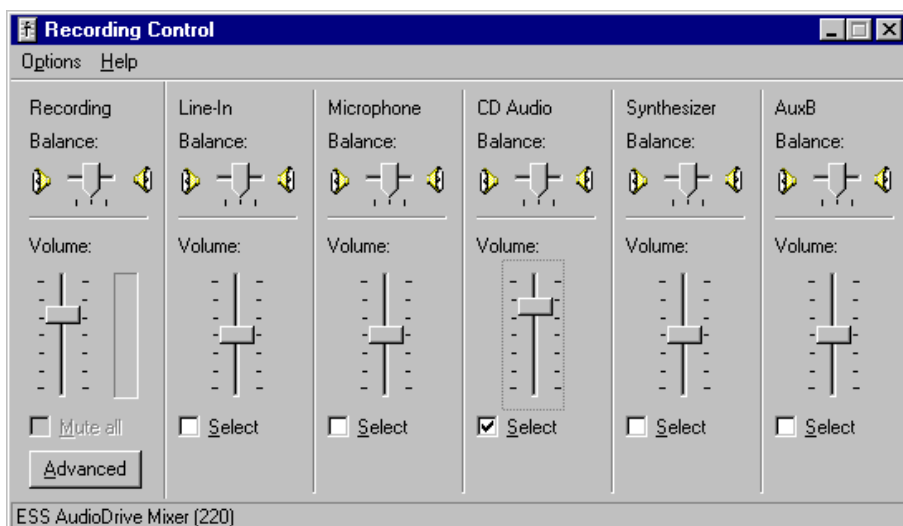 Recording Control
Options Help
Recording Line-In Microphone CD Audio Synthesizer AuxB
Balance: Balance: Balance: Balance: Balance: Balance:
Volume: Volume: Volume: Volume: Volume: Volume:
Mute all Select Select Select Select Select
Advanced
ESS AudioDrive Mixer (220)